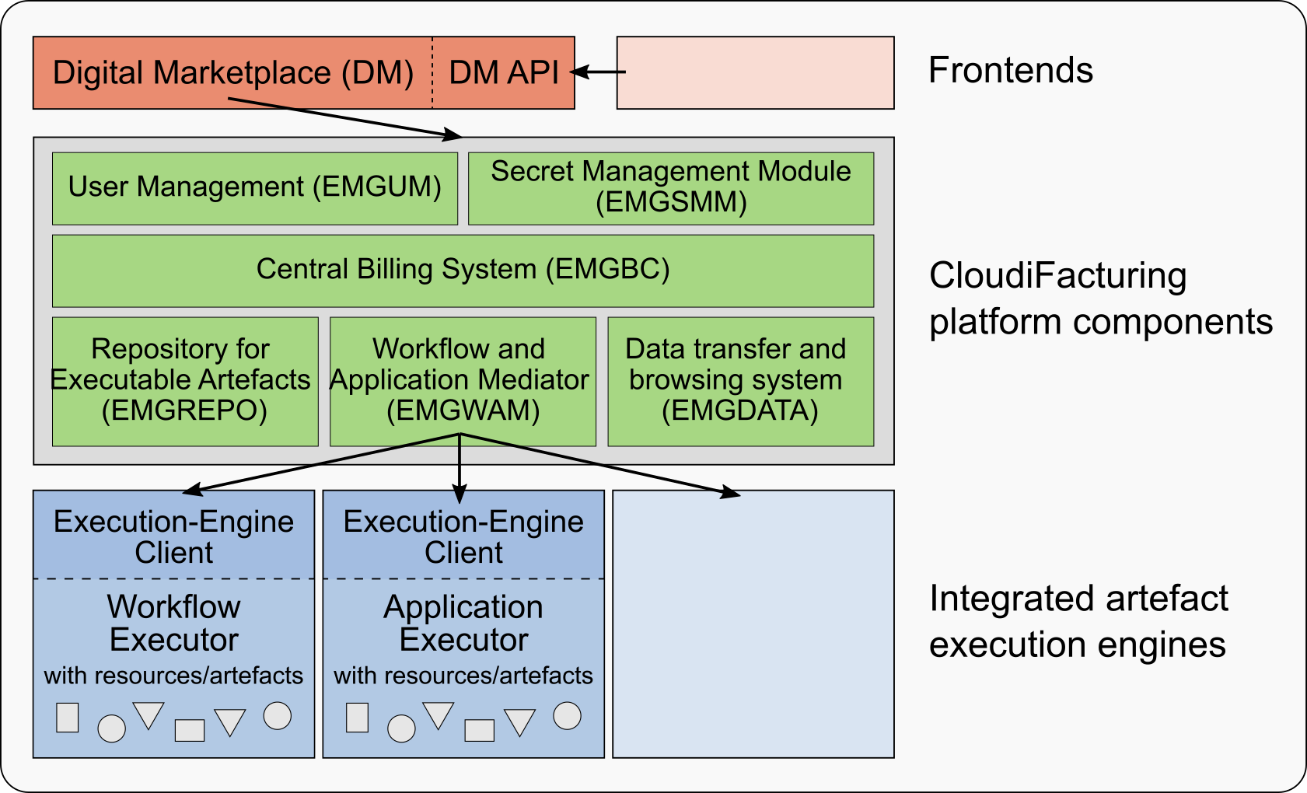 Digital Marketplace (DM)
DM API
Frontends
User Management (EMGUM)
Secret Management Module
(EMGSMM)
Central Billing System (EMGBC)
Repository for
Executable Artefacts
(EMGREPO)
Workflow and
Application Mediator
(EMGWAM)
Data transfer and
browsing system
(EMGDATA)
CloudiFacturing
platform components
Execution-Engine
Client
Workflow
Executor
with resources/artefacts
Execution-Engine
Client
Application
Executor
with resources/artefacts
Integrated artefact
execution engines